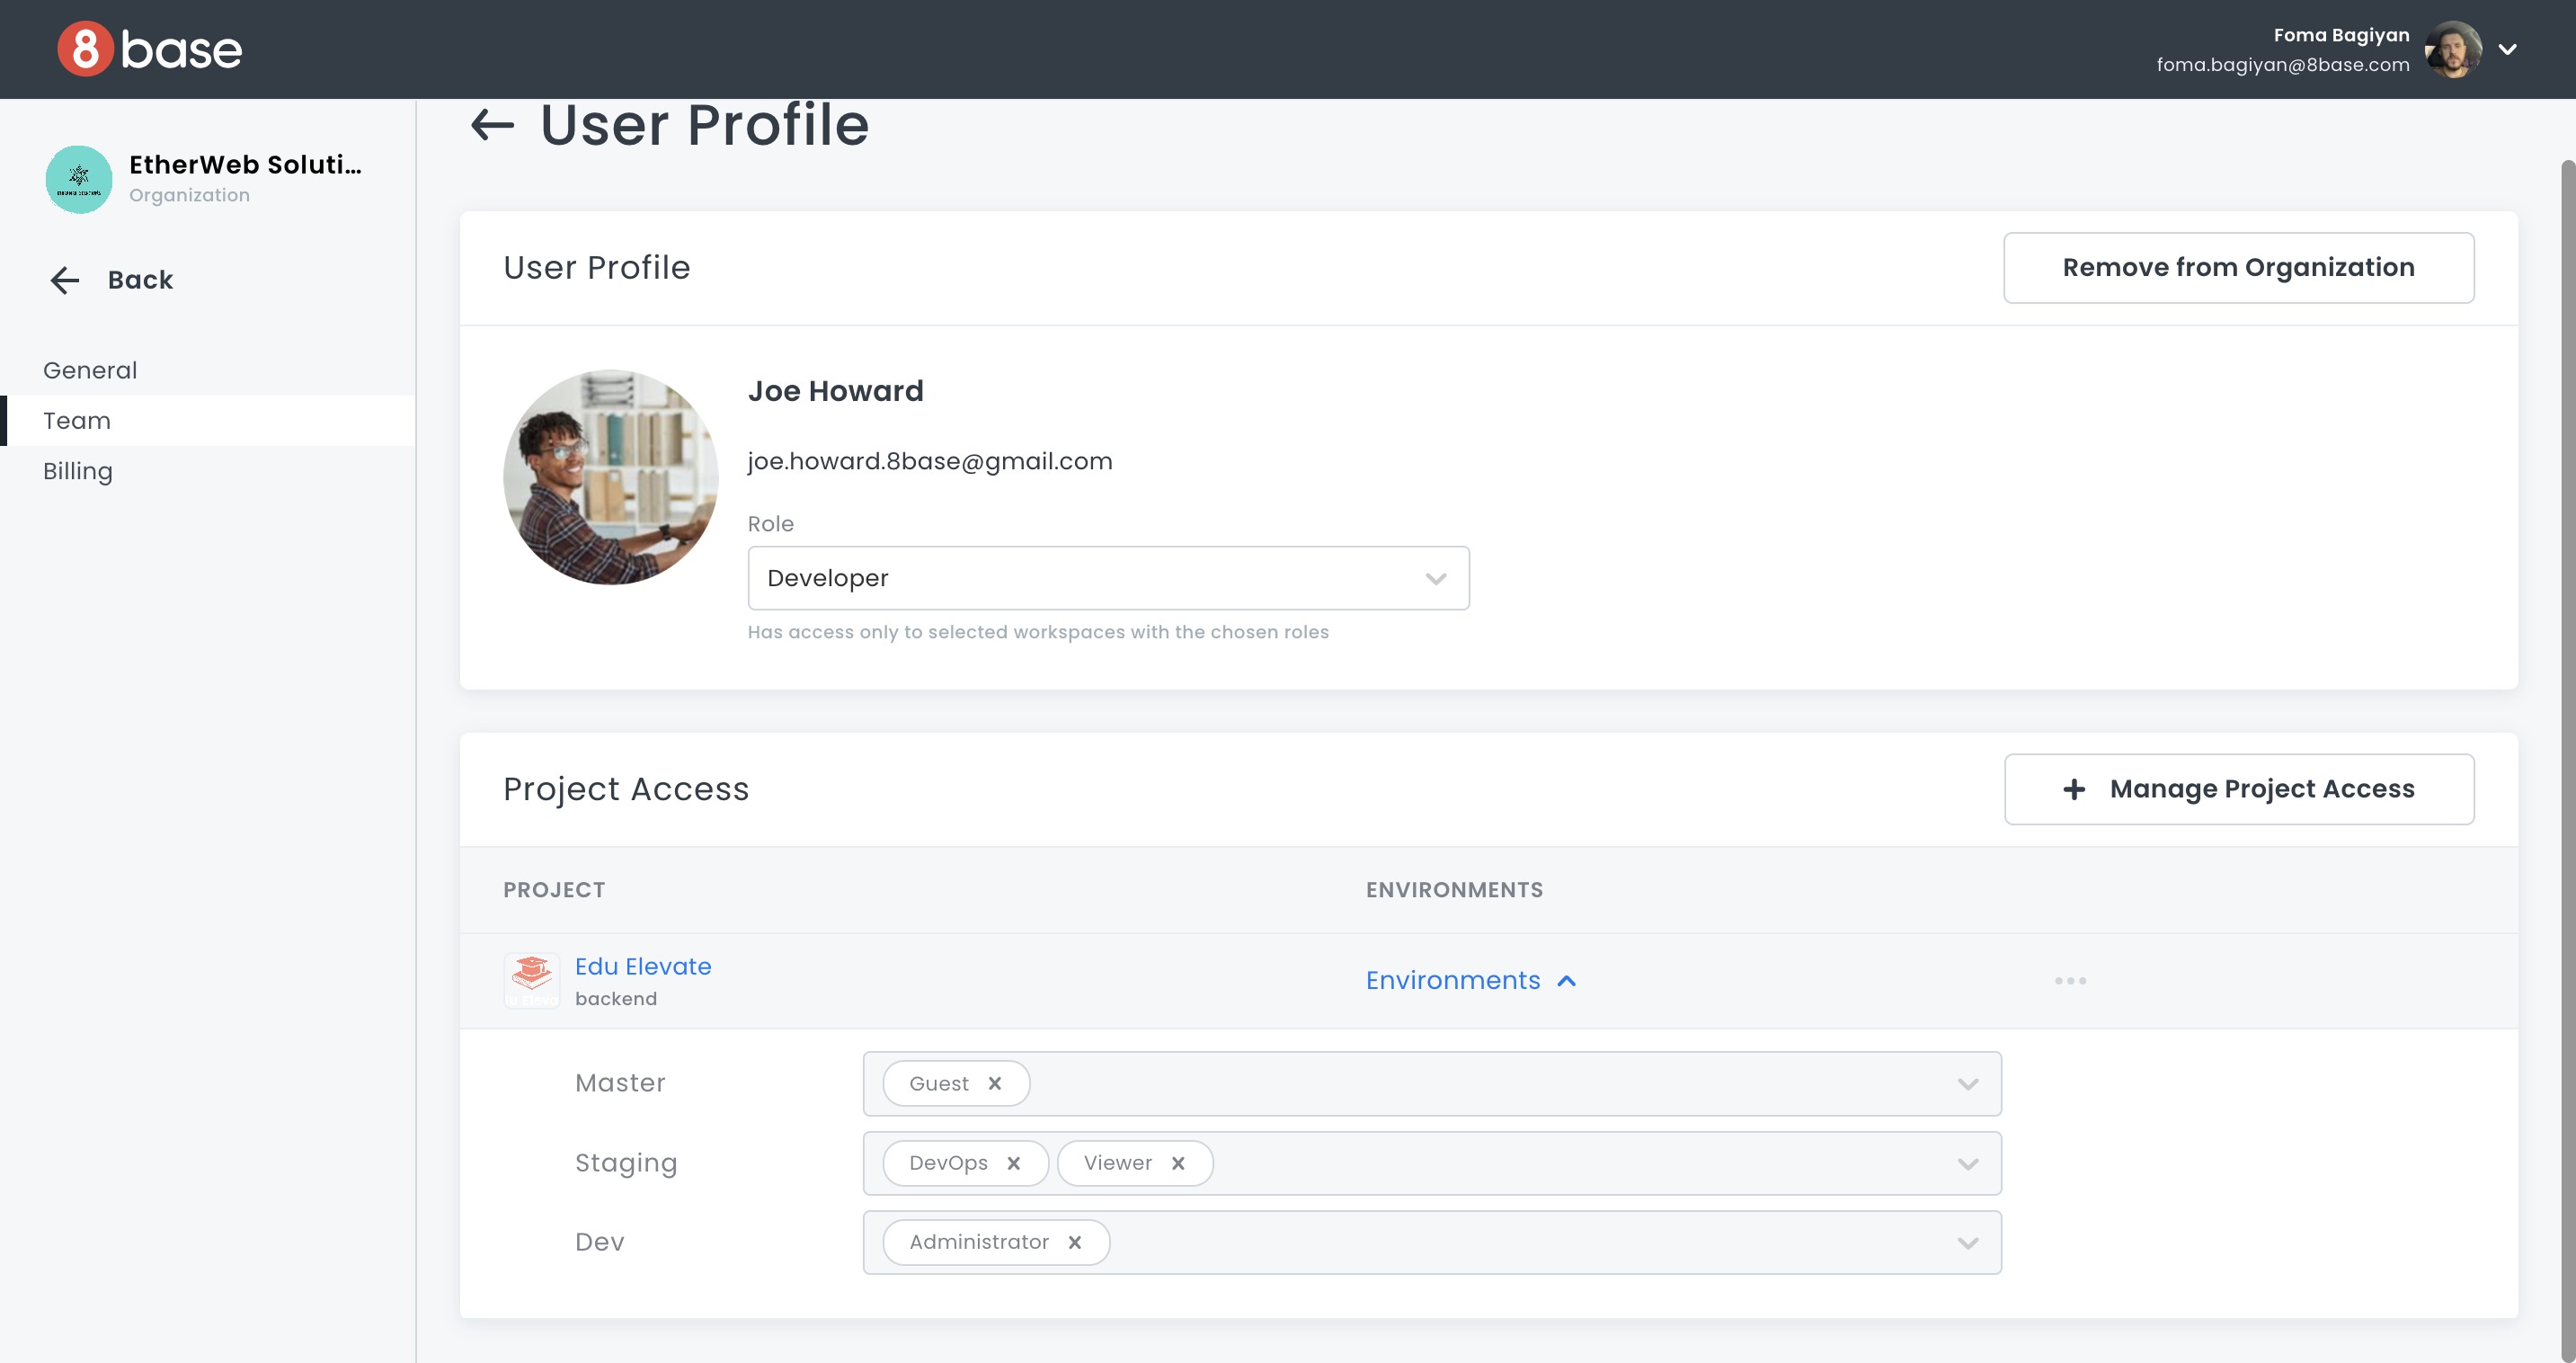 8base
Foma Bagiyan
foma.bagiyan@8base.com
EtherWeb Soluti...
Organization
Back
General
Team
Billing
User Profile
User Profile
Remove from Organization
Joe Howard
joe.howard.8base@gmail.com
Role
Developer
Has access only to selected workspaces with the chosen roles
Project Access
Manage Project Access
PROJECT
ENVIRONMENTS
Edu Elevate
backend
Environments
Master
Guest
Staging
DevOps
Viewer
Dev
Administrator